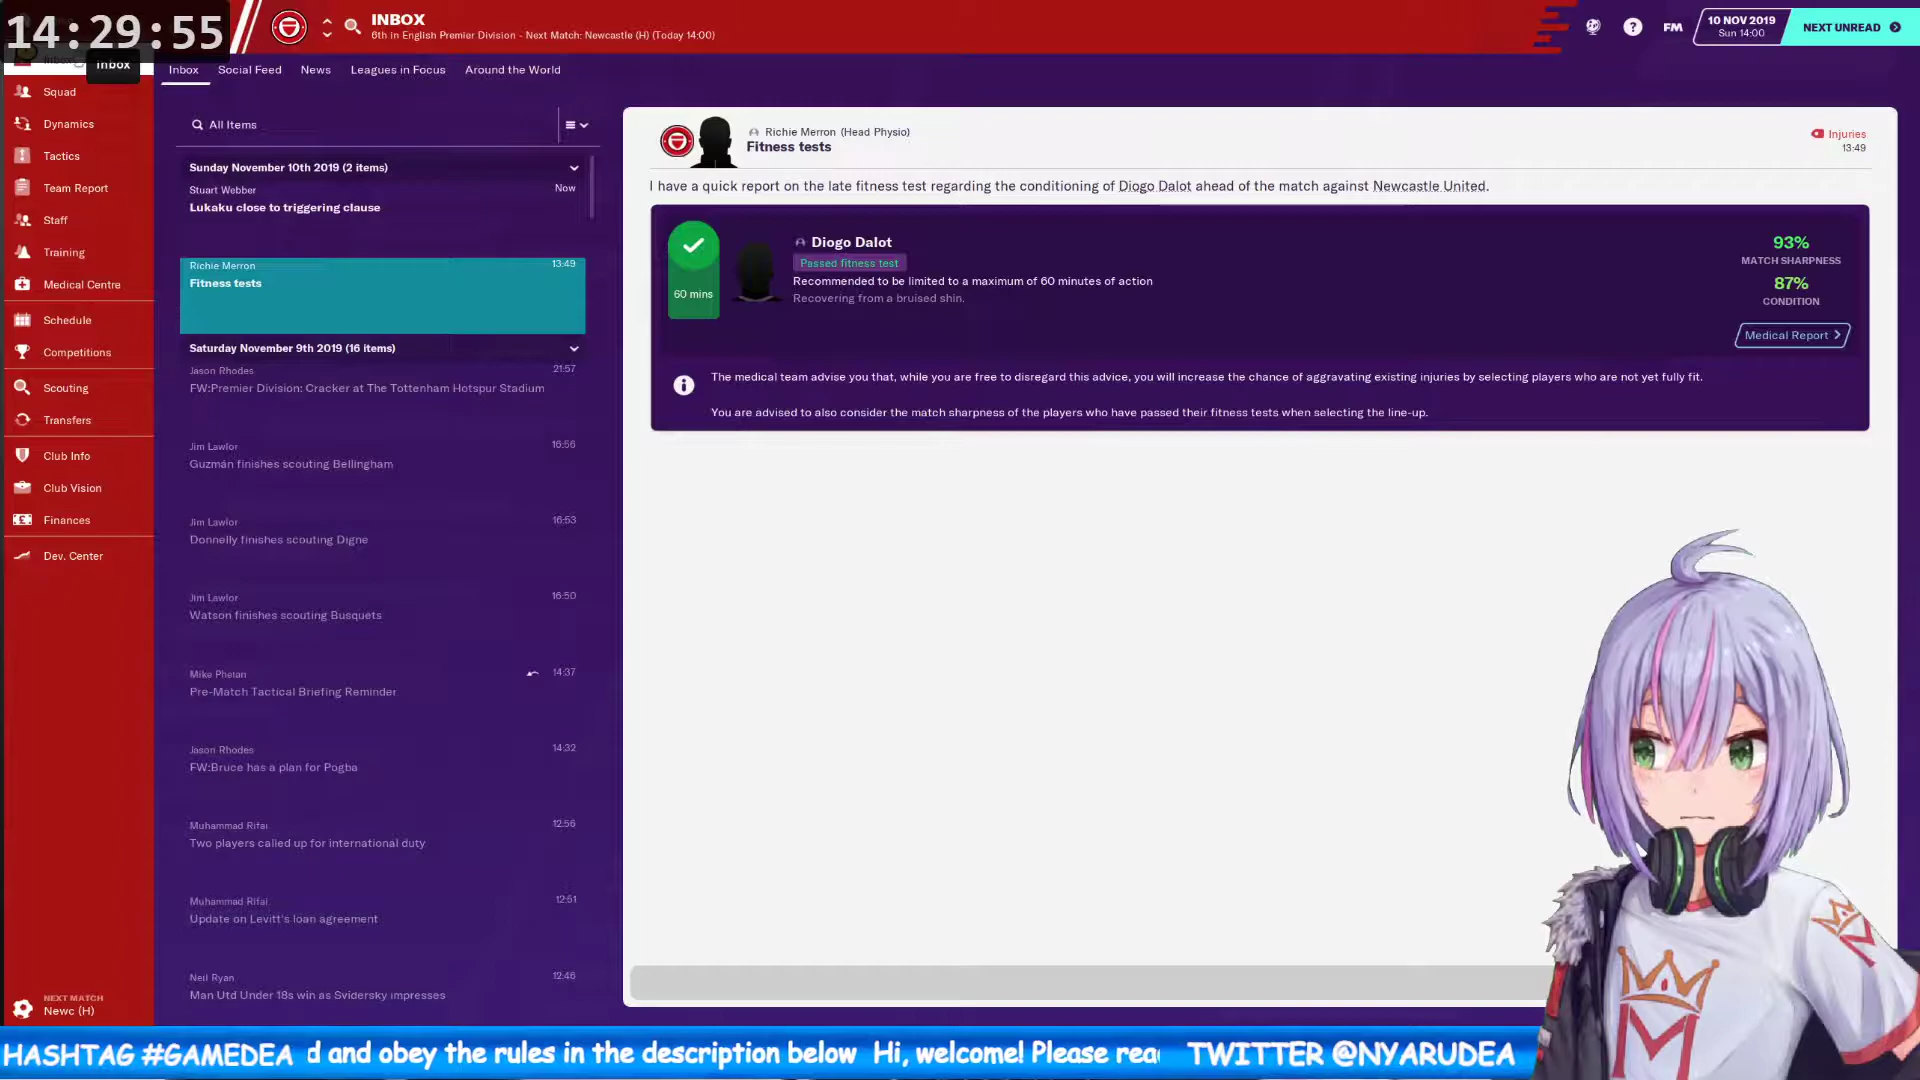 14:29:55
INBOX
6th in English Premier Division - Next Match: Newcastle (H) (Today 14:00)
FM
10 NOV 2019
Sun 14:00
NEXT UNREAD
Inbox
Inbox
Inbox
Social Feed
News
Leagues in Focus
Around the World
Squad
Dynamics
Tactics
Team Report
Staff
Training
Medical Centre
Schedule
Competitions
Scouting
Transfers
Club Info
Club Vision
Finances
Dev. Center
NEXT MATCH
Newc (H)
All Items
Sunday November 10th 2019 (2 items)
Stuart Webber
Now
Lukaku close to triggering clause
Richie Merron
13:49
Fitness tests
Saturday November 9th 2019 (16 items)
Jason Rhodes
21:57
FW:Premier Division: Cracker at The Tottenham Hotspur Stadium
Jim Lawlor
16:56
Guzmán finishes scouting Bellingham
Jim Lawlor
16:53
Donnelly finishes scouting Digne
Jim Lawlor
16:50
Watson finishes scouting Busquets
Mike Phelan
14:37
Pre-Match Tactical Briefing Reminder
Jason Rhodes
14:32
FW:Bruce has a plan for Pogba
Muhammad Rifai
12:56
Two players called up for international duty
Muhammad Rifai
12:51
Update on Levitt's loan agreement
Neil Ryan
12:46
Man Utd Under 18s win as Svidersky impresses
Richie Merron (Head Physio)
Fitness tests
Injuries
13:49
I have a quick report on the late fitness test regarding the conditioning of Diogo Dalot ahead of the match against Newcastle United.
60 mins
Diogo Dalot
Passed fitness test
Recommended to be limited to a maximum of 60 minutes of action
Recovering from a bruised shin.
93%
MATCH SHARPNESS
87%
CONDITION
Medical Report
The medical team advise you that, while you are free to disregard this advice, you will increase the chance of aggravating existing injuries by selecting players who are not yet fully fit.
You are advised to also consider the match sharpness of the players who have passed their fitness tests when selecting the line-up.
M
HASHTAG #GAMEDEA
d and obey the rules in the description below Hi, welcome! Please rea
TWITTER @NYARUDEA